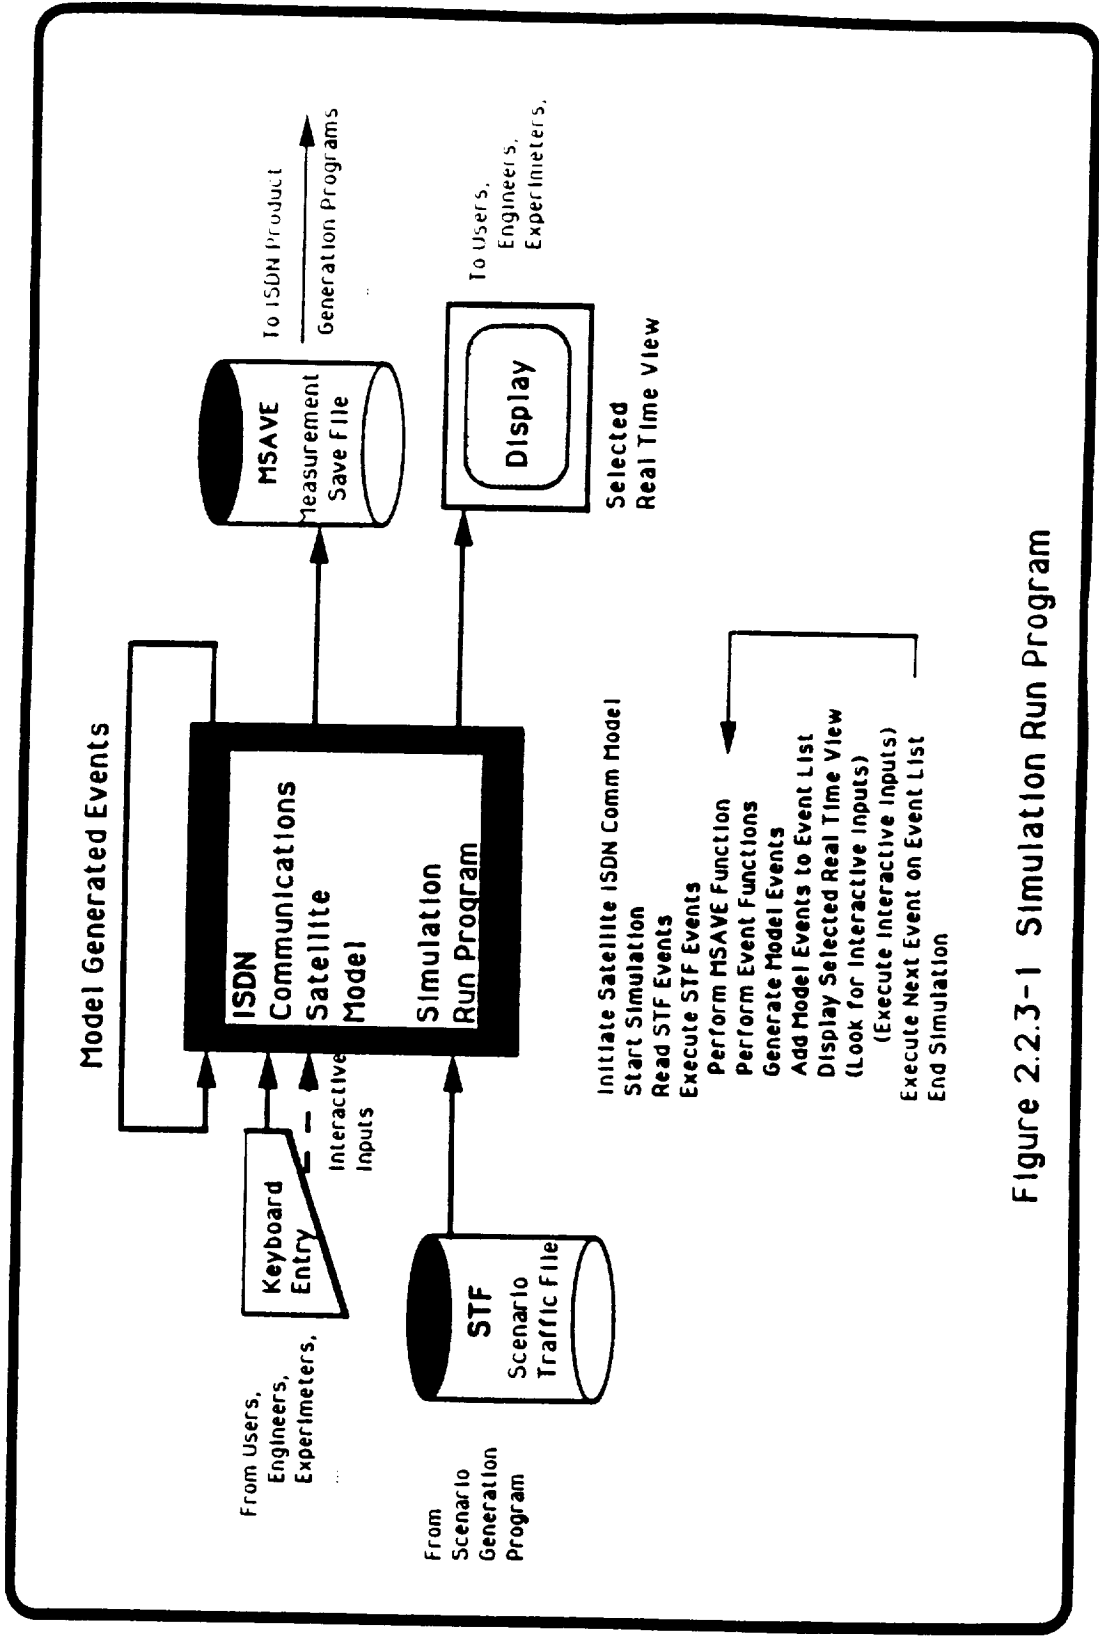 Model Generated Events
From Users,
Engineers,
Experimeters,
...
Keyboard
Entry
Interactive
Inputs
ISDN
Communications
Satellite
Model
Simulation
Run Program
MSAVE
Measurement
Save File
To ISDN Product
Generation Programs
..
From
Scenario
Generation
Program
STF
Scenario
Traffic File
Display
To Users,
Engineers,
Experimeters,
Selected
Real Time View
Initiate Satellite ISDN Comm Model
Start Simulation
Read STF Events
Execute STF Events
Perform MSAVE Function
Perform Event Functions
Generate Model Events
Add Model Events to Event List
Display Selected Real Time View
(Look for Interactive Inputs)
(Execute Interactive Inputs)
Execute Next Event on Event List
End Simulation
Figure 2.2.3-1 Simulation Run Program